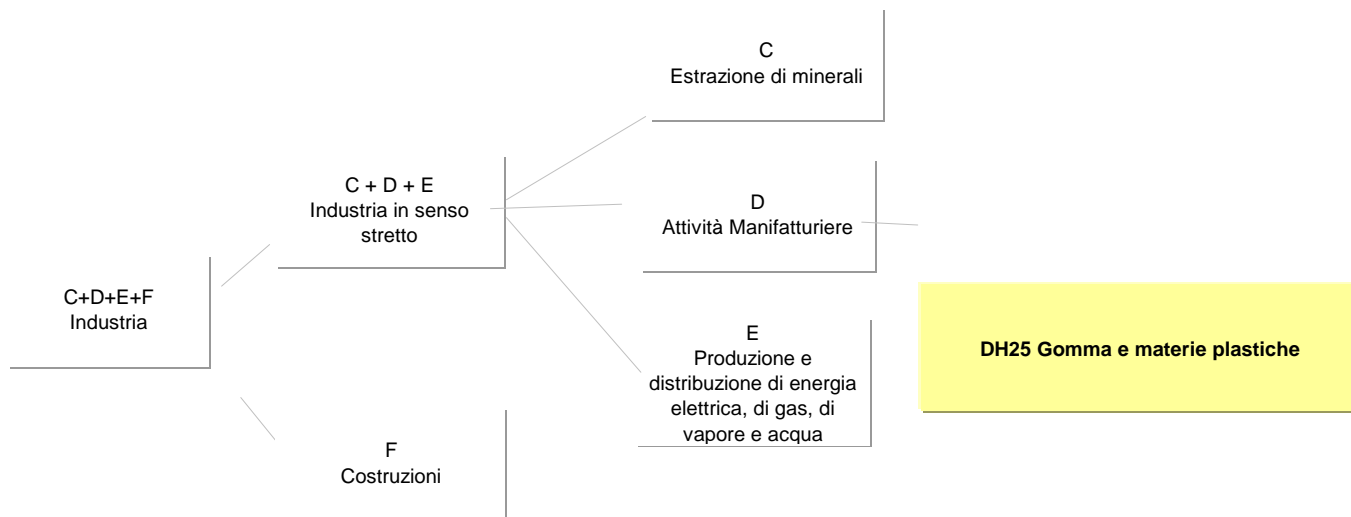 C+D+E+F
Industria
C + D + E
Industria in senso
stretto
F
Costruzioni
C
Estrazione di minerali
D
Attività Manifatturiere
E
Produzione e
distribuzione di energia
elettrica, di gas, di
vapore e acqua
DH25 Gomma e materie plastiche